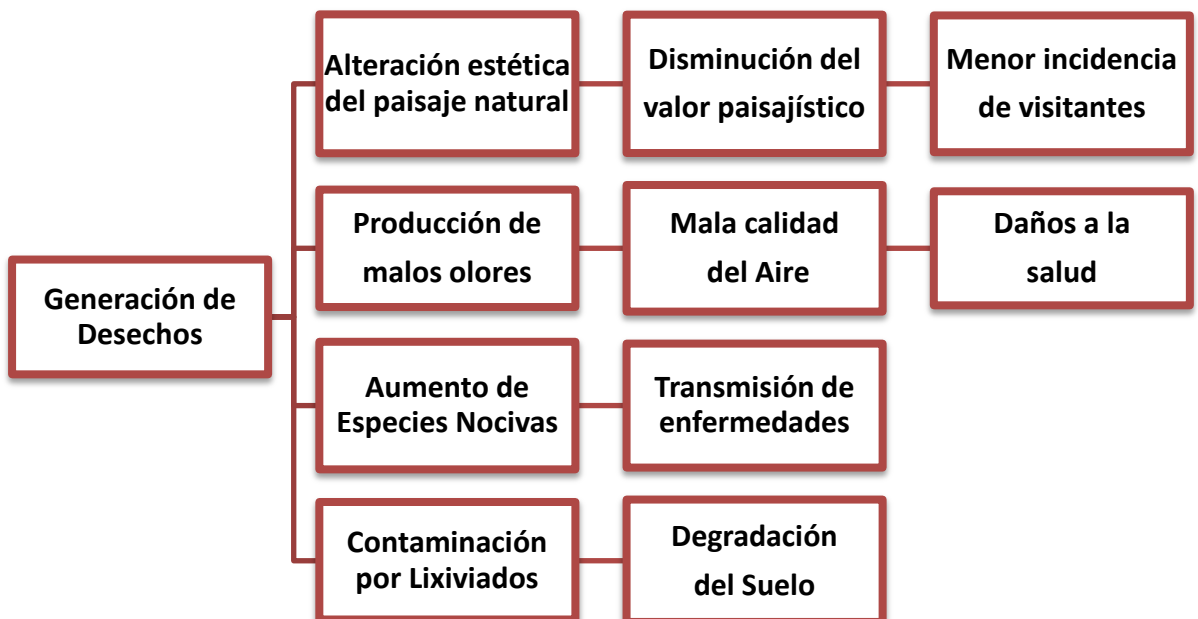 Generación de
Desechos
Alteración estética
del paisaje natural
Disminución del
valor paisajístico
Menor incidencia
de visitantes
Producción de
malos olores
Mala calidad
del Aire
Daños a la
salud
Aumento de
Especies Nocivas
Transmisión de
enfermedades
Contaminación
por Lixiviados
Degradación
del Suelo